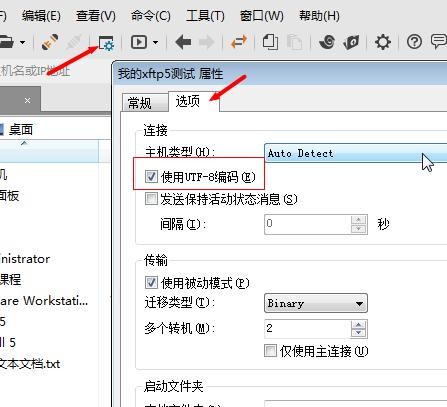 (F) 编辑(E) 查看(V) 命令(C) 工具(T) 窗口(W) 帮助(H)
机名或IP地址
我的xftp5测试 属性
常规 选项
桌面
连接
主机类型(H): Auto Detect
机
使用UTF-8编码(E)
面板
发送保持活动状态消息(S)
间隔(I): 0 秒
ministrator
传输
课程
使用被动模式(E)
are Workstati...
迁移类型(T): Binary
5
多个转机(M): 2
ll 5
仅使用主连接(U)
文本文档.txt
启动文件夹